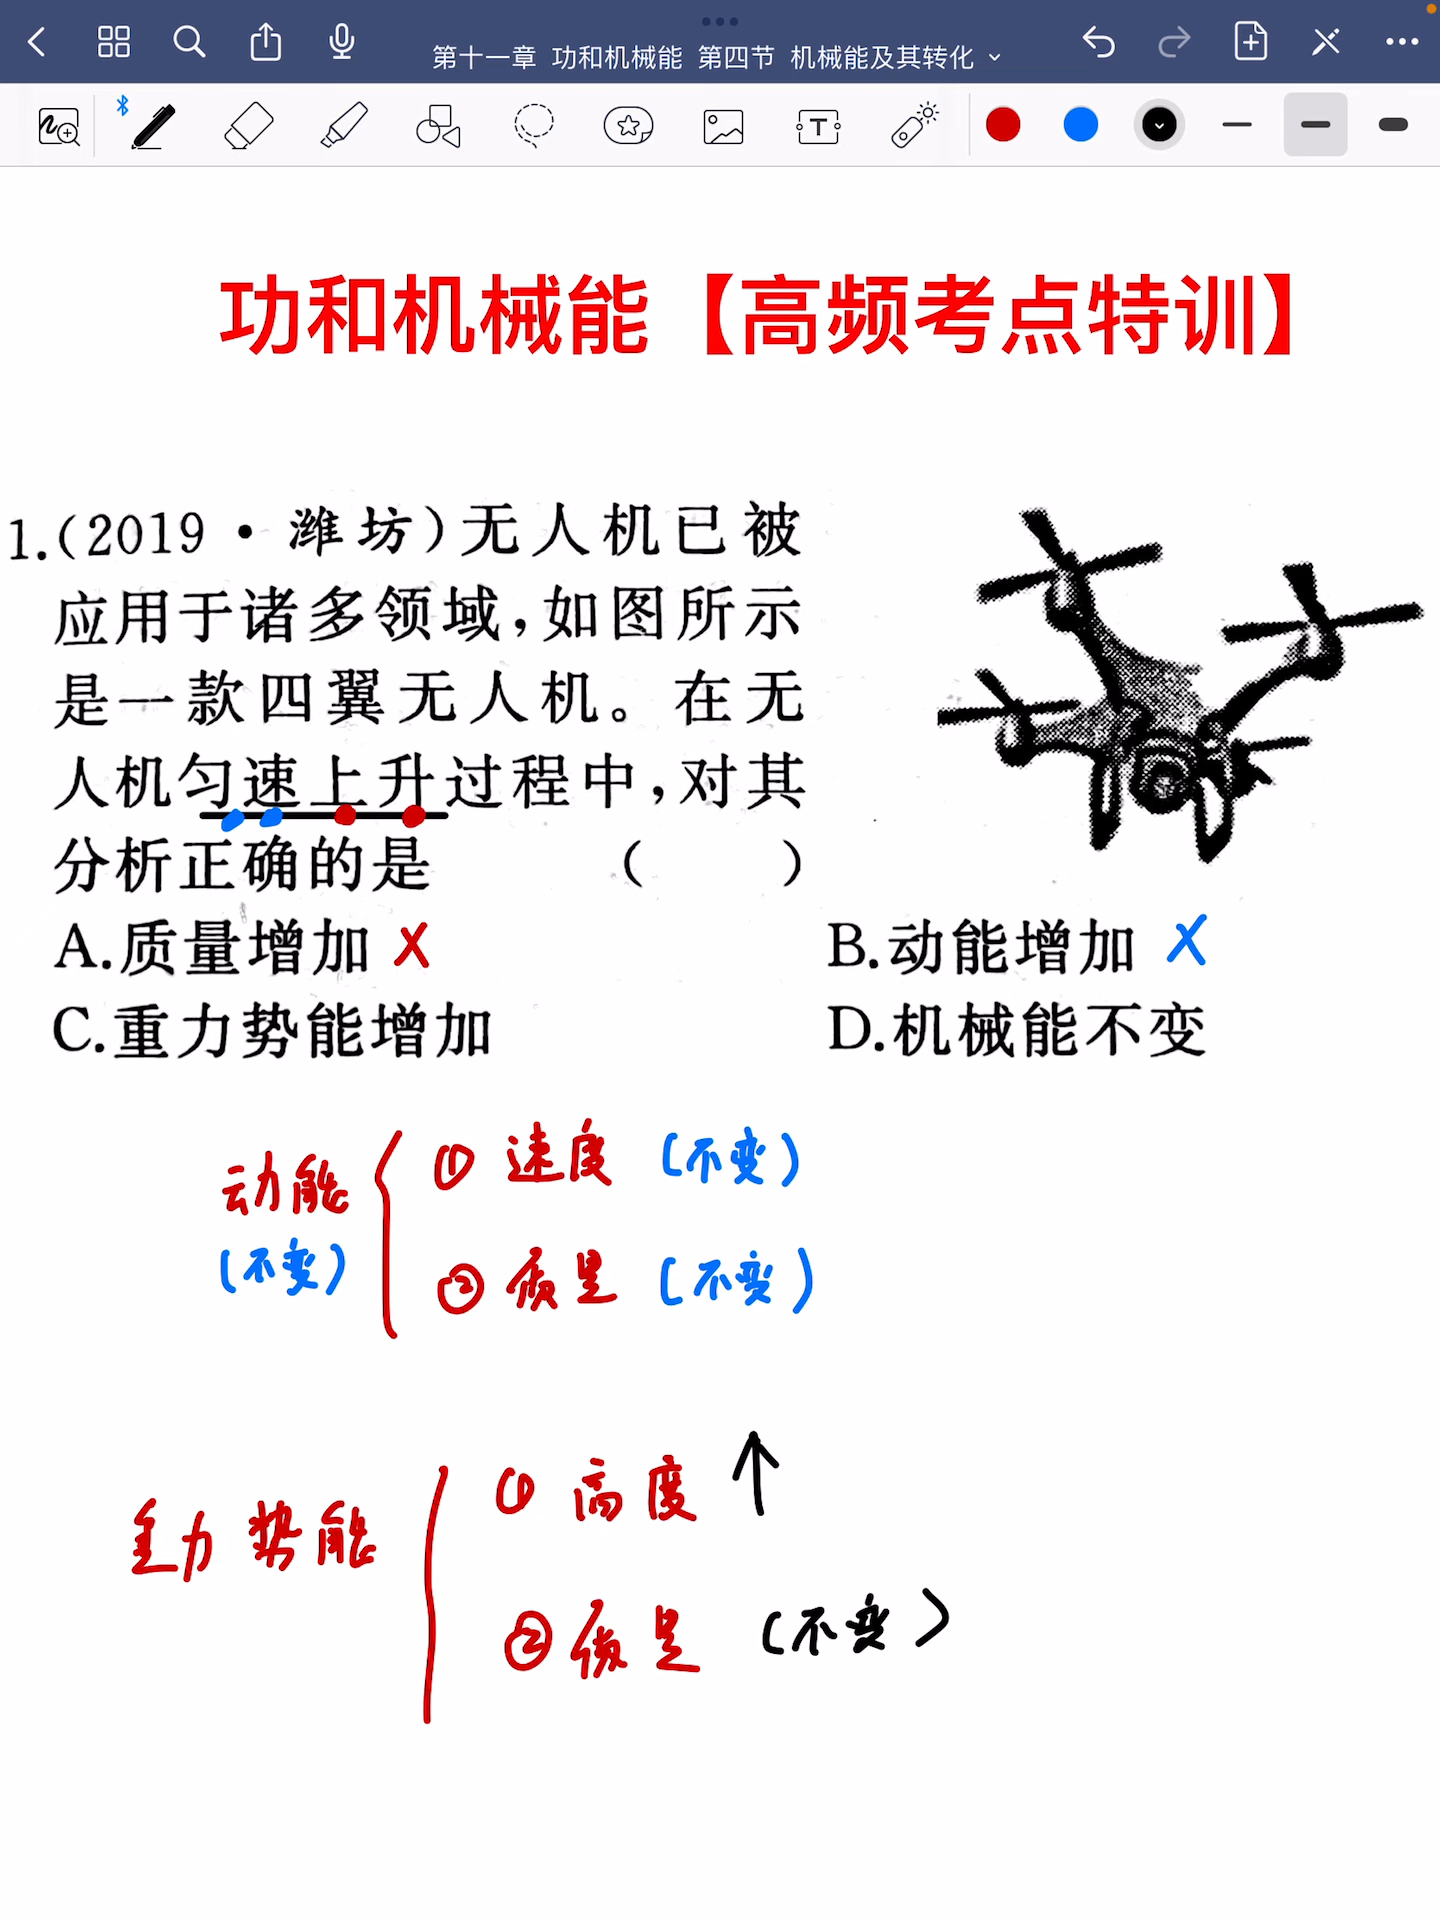 第十一章 功和机械能 第四节 机械能及其转化
功和机械能【高频考点特训】
1.(2019·潍坊)无人机已被
应用于诸多领域,如图所示
是一款四翼无人机。在无
人机匀速上升过程中,对其
分析正确的是 ( )
A.质量增加 X
B.动能增加 X
C.重力势能增加
D.机械能不变
动能
(不变)
① 速度 (不变)
② 质量 (不变)
重力势能
① 高度 ↑
② 质量 (不变)